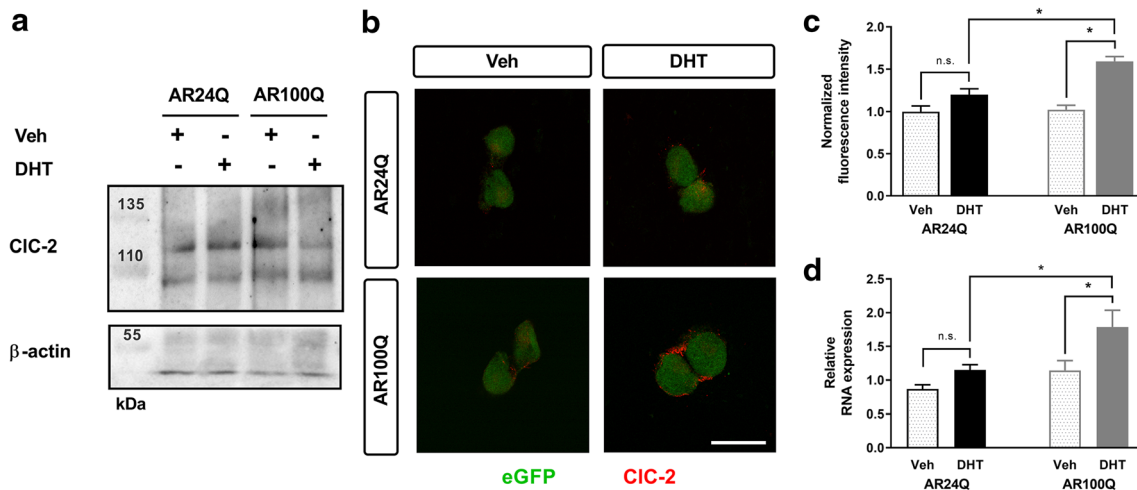 a
AR24Q AR100Q
Veh + - + -
DHT - + - +
ClC-2
135
110
β-actin
55
kDa
b
Veh DHT
AR24Q
AR100Q
eGFP ClC-2
c
Normalized
fluorescence intensity
2.0
1.5
1.0
0.5
0.0
n.s.
*
*
Veh DHT Veh DHT
AR24Q AR100Q
d
Relative
RNA expression
2.5
2.0
1.5
1.0
0.5
0.0
n.s.
*
*
Veh DHT Veh DHT
AR24Q AR100Q